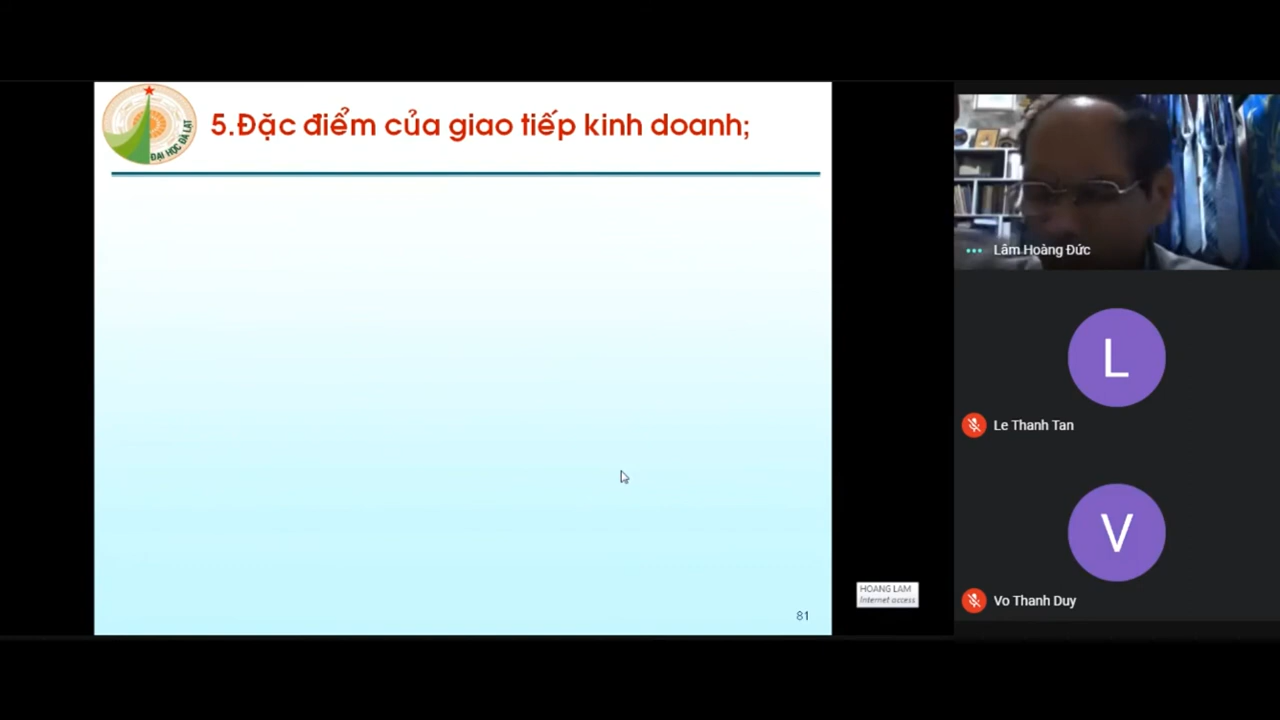 5.Đặc điểm của giao tiếp kinh doanh;
ĐẠI HỌC ĐÀ LẠT
Lâm Hoàng Đức
L
Le Thanh Tan
V
Vo Thanh Duy
HOANG LAM
Internet access
81